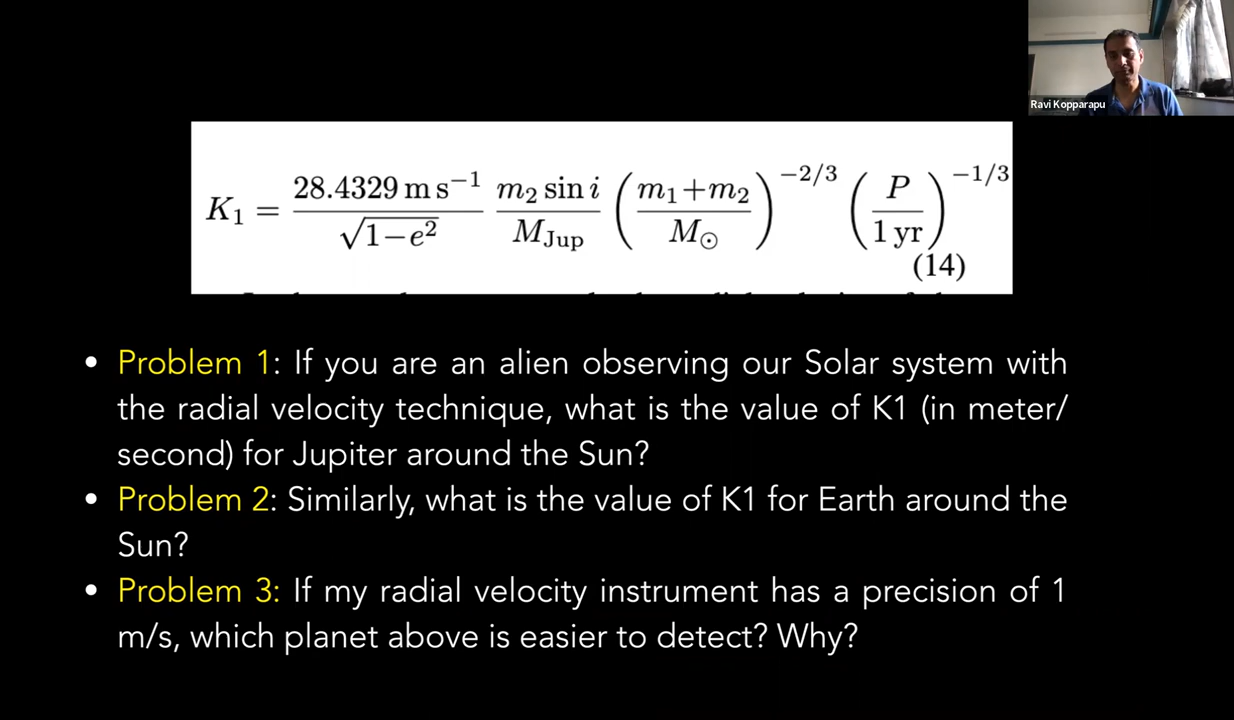 Ravi Kopparapu
K₁ = 28.4329 m s⁻¹ / √(1−e²) m₂ sin i / M_Jup ( m₁+m₂ / M_⊙ )^−2/3 ( P / 1 yr )^−1/3
(14)
• Problem 1: If you are an alien observing our Solar system with
the radial velocity technique, what is the value of K1 (in meter/
second) for Jupiter around the Sun?
• Problem 2: Similarly, what is the value of K1 for Earth around the
Sun?
• Problem 3: If my radial velocity instrument has a precision of 1
m/s, which planet above is easier to detect? Why?